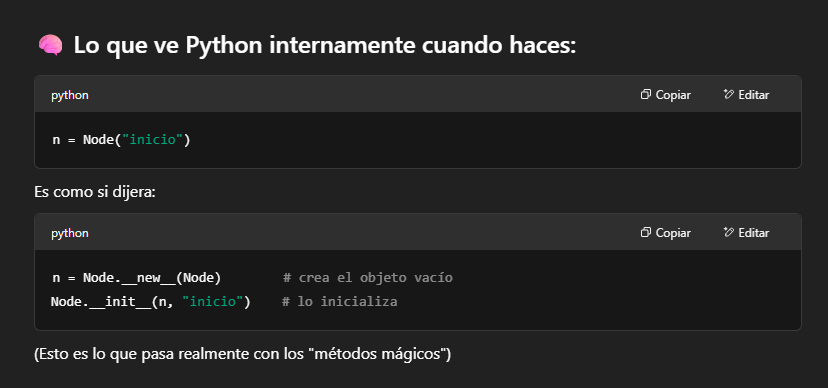 🧠 Lo que ve Python internamente cuando haces:
python
Copiar
Editar
n = Node("inicio")
Es como si dijera:
python
Copiar
Editar
n = Node.__new__(Node)       # crea el objeto vacío
Node.__init__(n, "inicio")    # lo inicializa
(Esto es lo que pasa realmente con los "métodos mágicos")